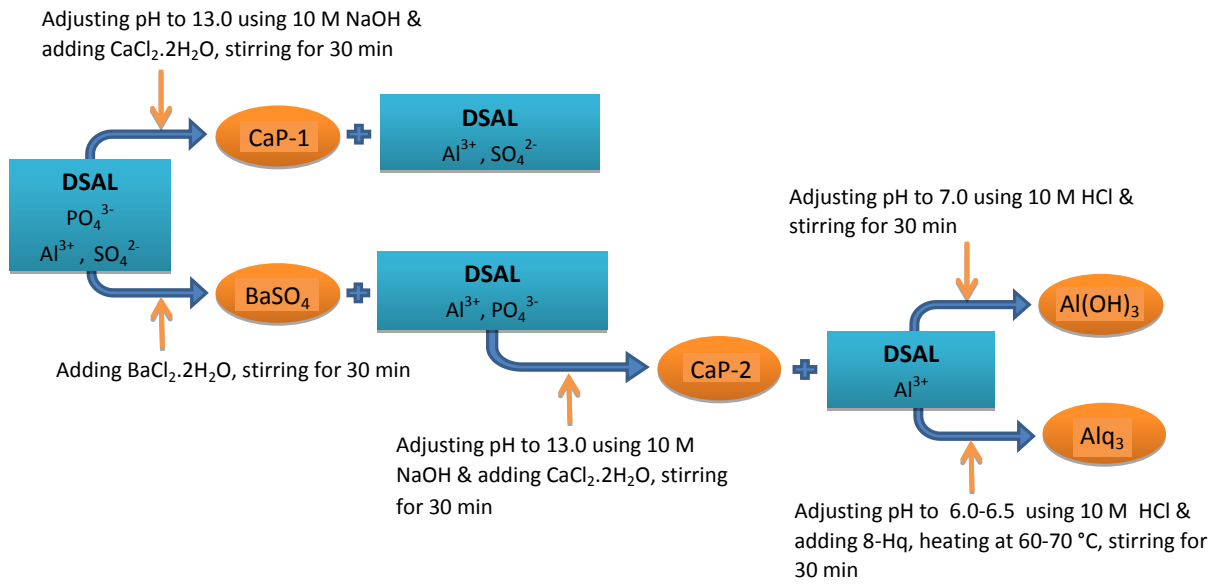 Adjusting pH to 13.0 using 10 M NaOH &
adding CaCl₂.2H₂O, stirring for 30 min
CaP-1
DSAL
Al³⁺ , SO₄²⁻
DSAL
PO₄³⁻
Al³⁺ , SO₄²⁻
BaSO₄
DSAL
Al³⁺, PO₄³⁻
Adding BaCl₂.2H₂O, stirring for 30 min
Adjusting pH to 13.0 using 10 M
NaOH & adding CaCl₂.2H₂O, stirring
for 30 min
CaP-2
DSAL
Al³⁺
Adjusting pH to 7.0 using 10 M HCl &
stirring for 30 min
Al(OH)₃
Alq₃
Adjusting pH to 6.0-6.5 using 10 M HCl &
adding 8-Hq, heating at 60-70 °C, stirring for
30 min